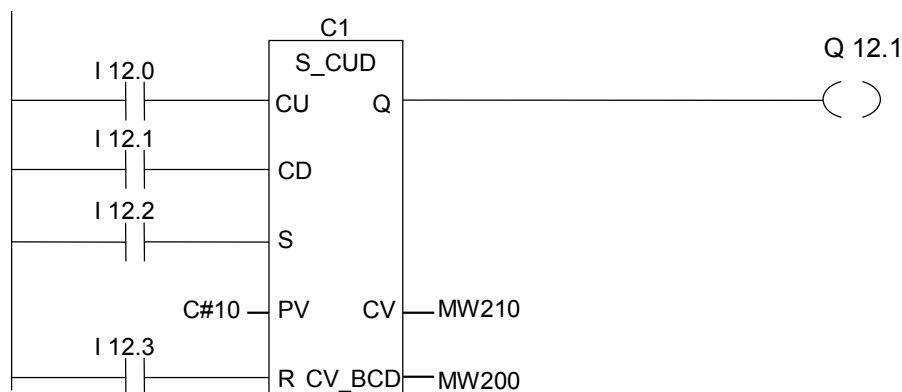 C1
S_CUD
Q 12.1
I 12.0
CU Q
I 12.1
CD
I 12.2
S
C#10 PV CV MW210
I 12.3
R CV_BCD MW200